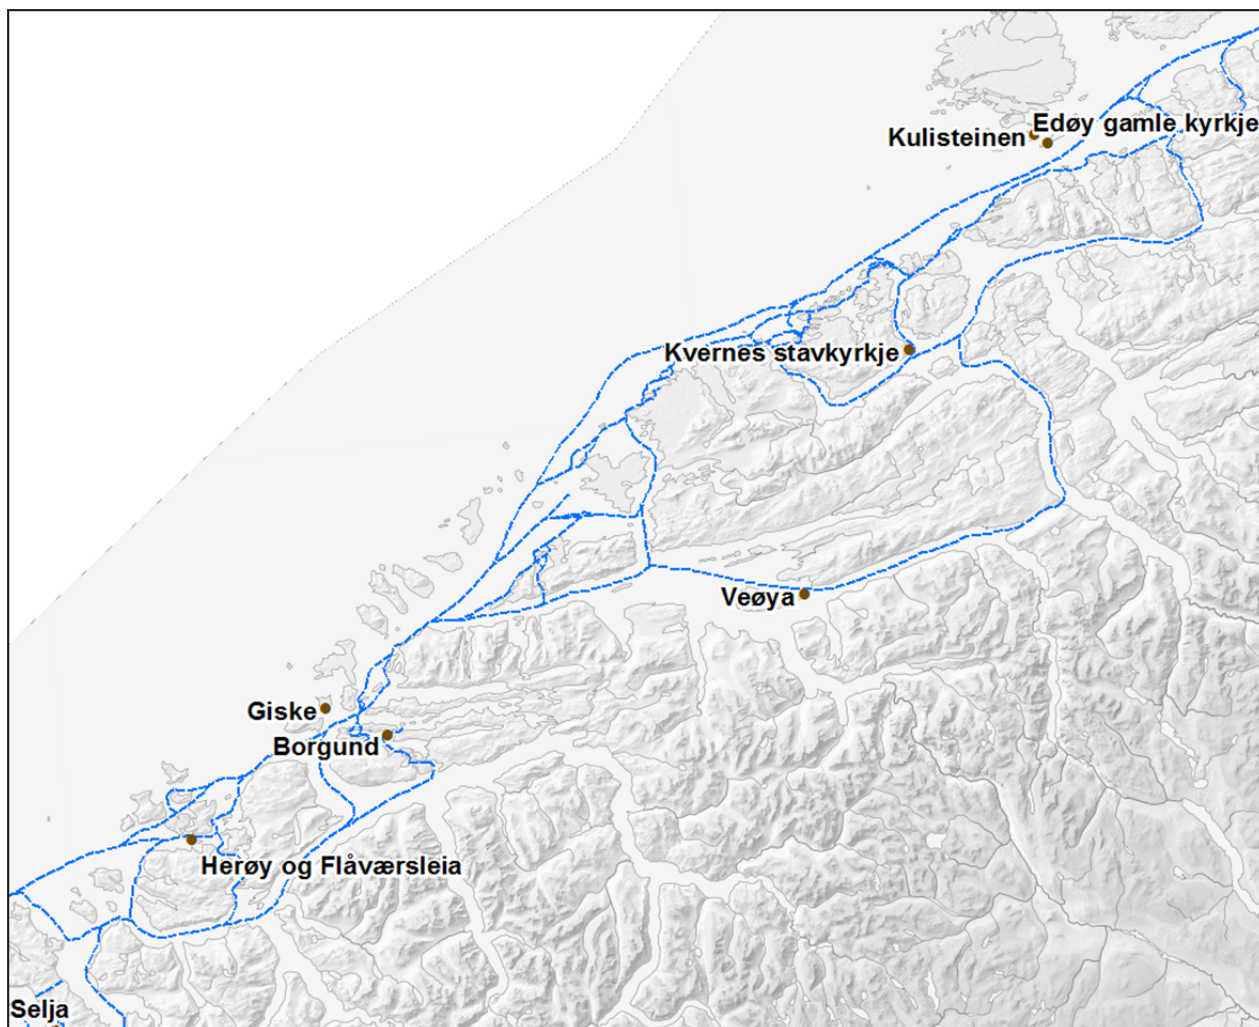 Edøy gamle kyrkje
Kulisteinen
Kvernes stavkyrkje
Veøya
Giske
Borgund
Herøy og Flåværsleia
Selja